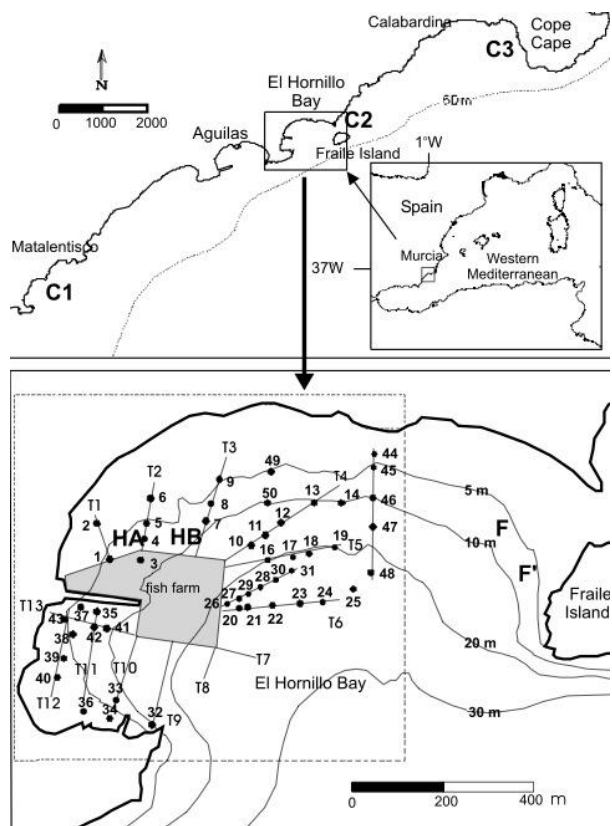 Calabardina
Cope
Cape
C3
N
El Hornillo
Bay
0 1000 2000
60 m
C2
Aguilas
Fraile Island
1°W
Spain
Matalentisco
Murcia
37W
Western
Mediterranean
C1
T3
49
44
45
T2
9
T4
6
T1
8
50
13
14
46
5 m
2
5
7
12
HA
HB
11
47
F
4
10
19
10 m
1
3
16
17
18
T5
48
F'
fish farm
30
31
28
29
25
Fraile
Island
T13
37
35
26
27
20
21
22
23
24
43
42
41
T6
38
20 m
T11
T10
T7
39
T8
El Hornillo Bay
40
33
30 m
T12
36
34
32
T9
0 200 400 m